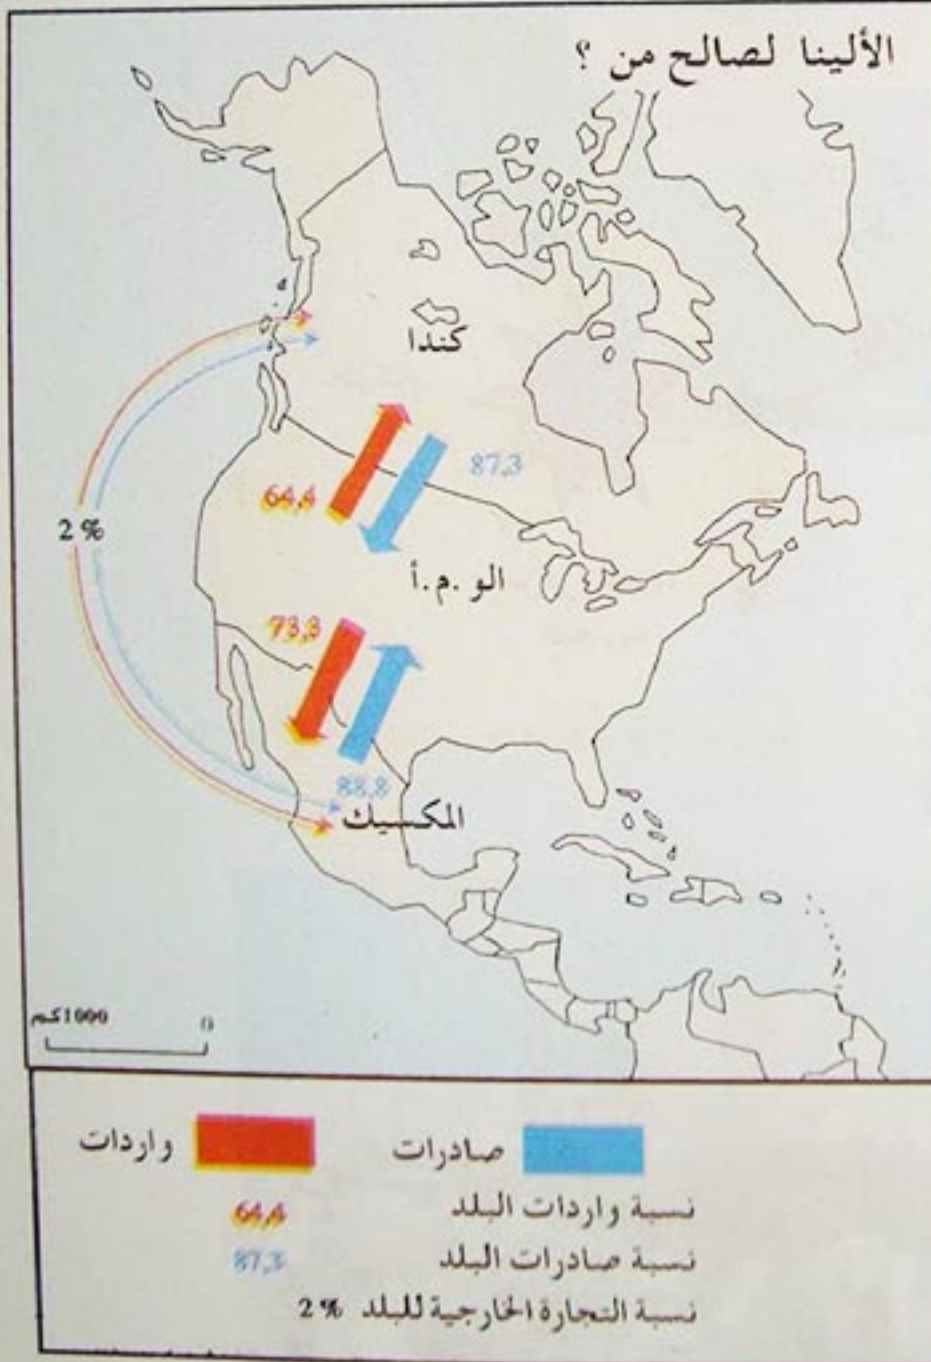 الألينا لصالح من ؟
كندا
87,3
64,4
2 %
الو.م.أ
73,3
88,8
المكسيك
1000كم 0
صادرات واردات
نسبة واردات البلد 64,4
نسبة صادرات البلد 87,3
نسبة التجارة الخارجية للبلد 2 %